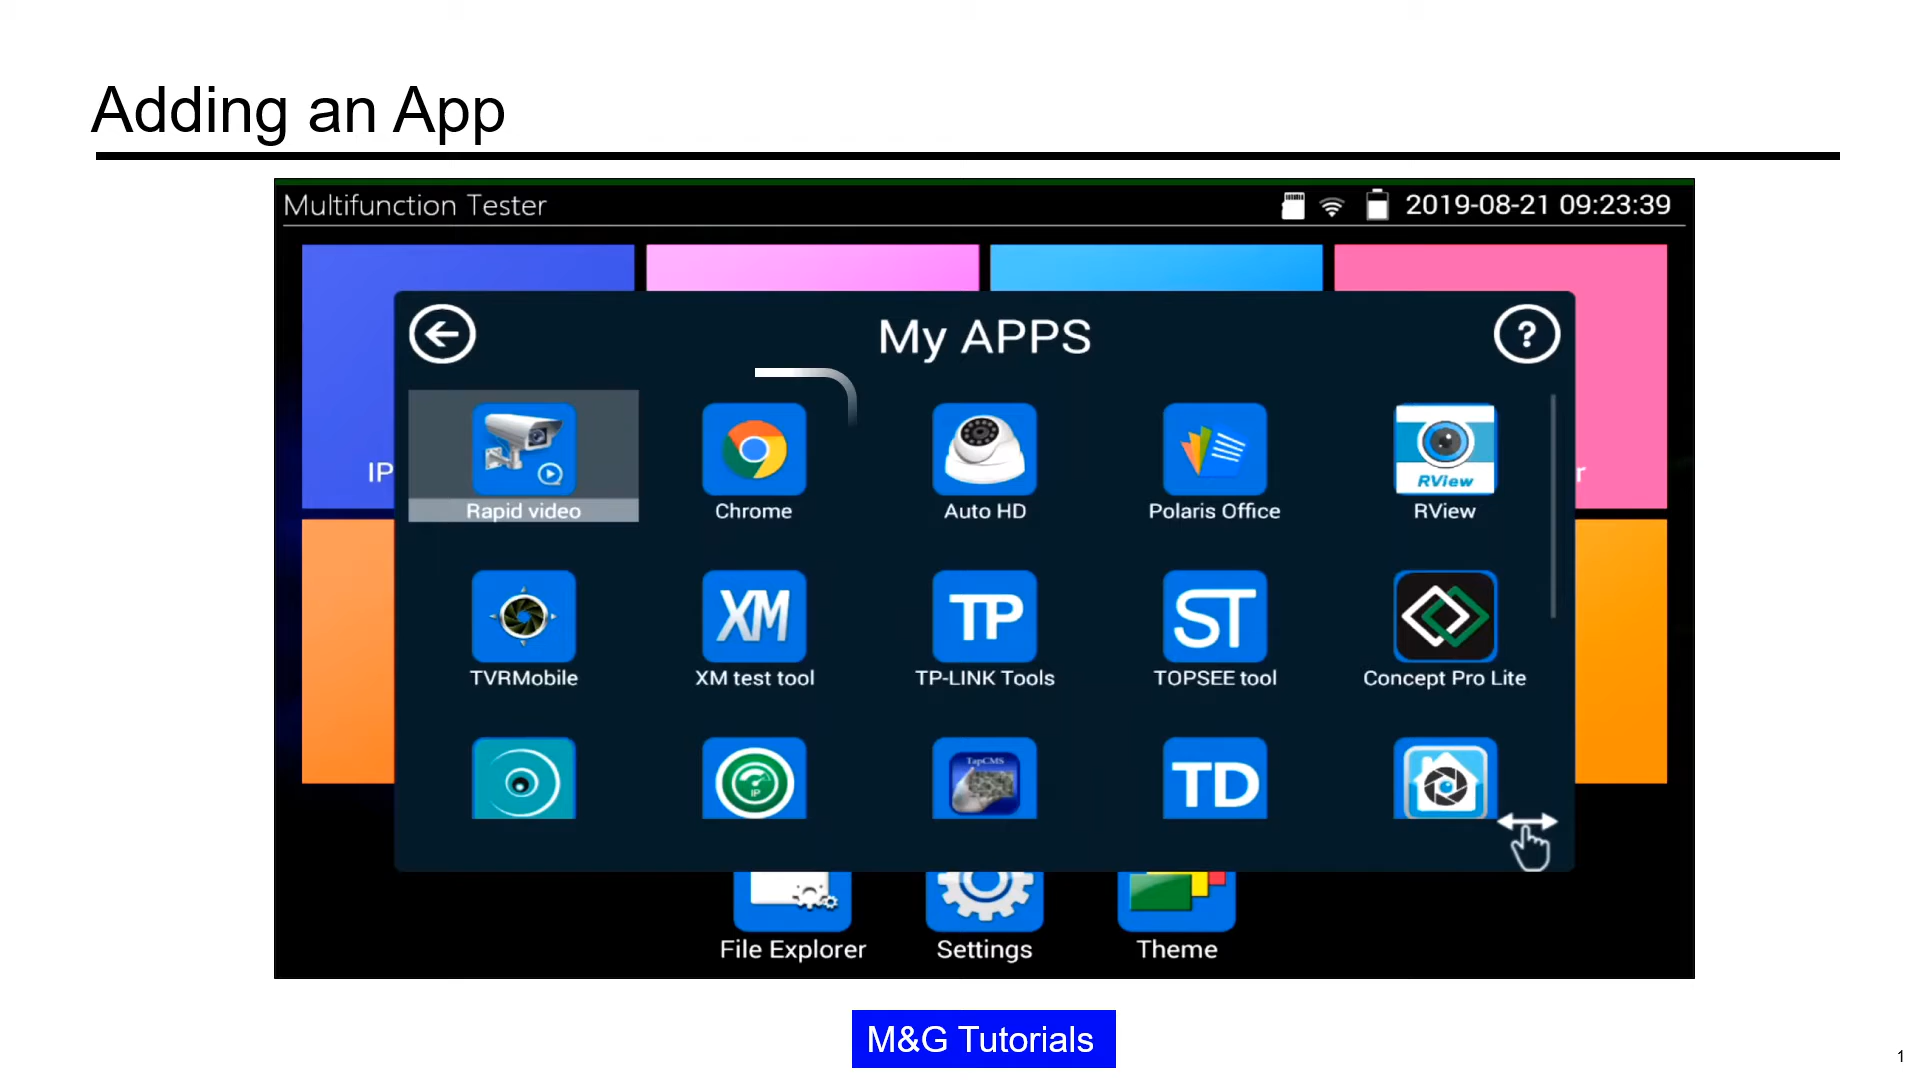 Adding an App
Multifunction Tester
2019-08-21 09:23:39
My APPS
?
IP
r
RView
Rapid video
Chrome
Auto HD
Polaris Office
RView
XM
TP
ST
TVRMobile
XM test tool
TP-LINK Tools
TOPSEE tool
Concept Pro Lite
IP
TapCMS
TD
File Explorer
Settings
Theme
M&G Tutorials
1